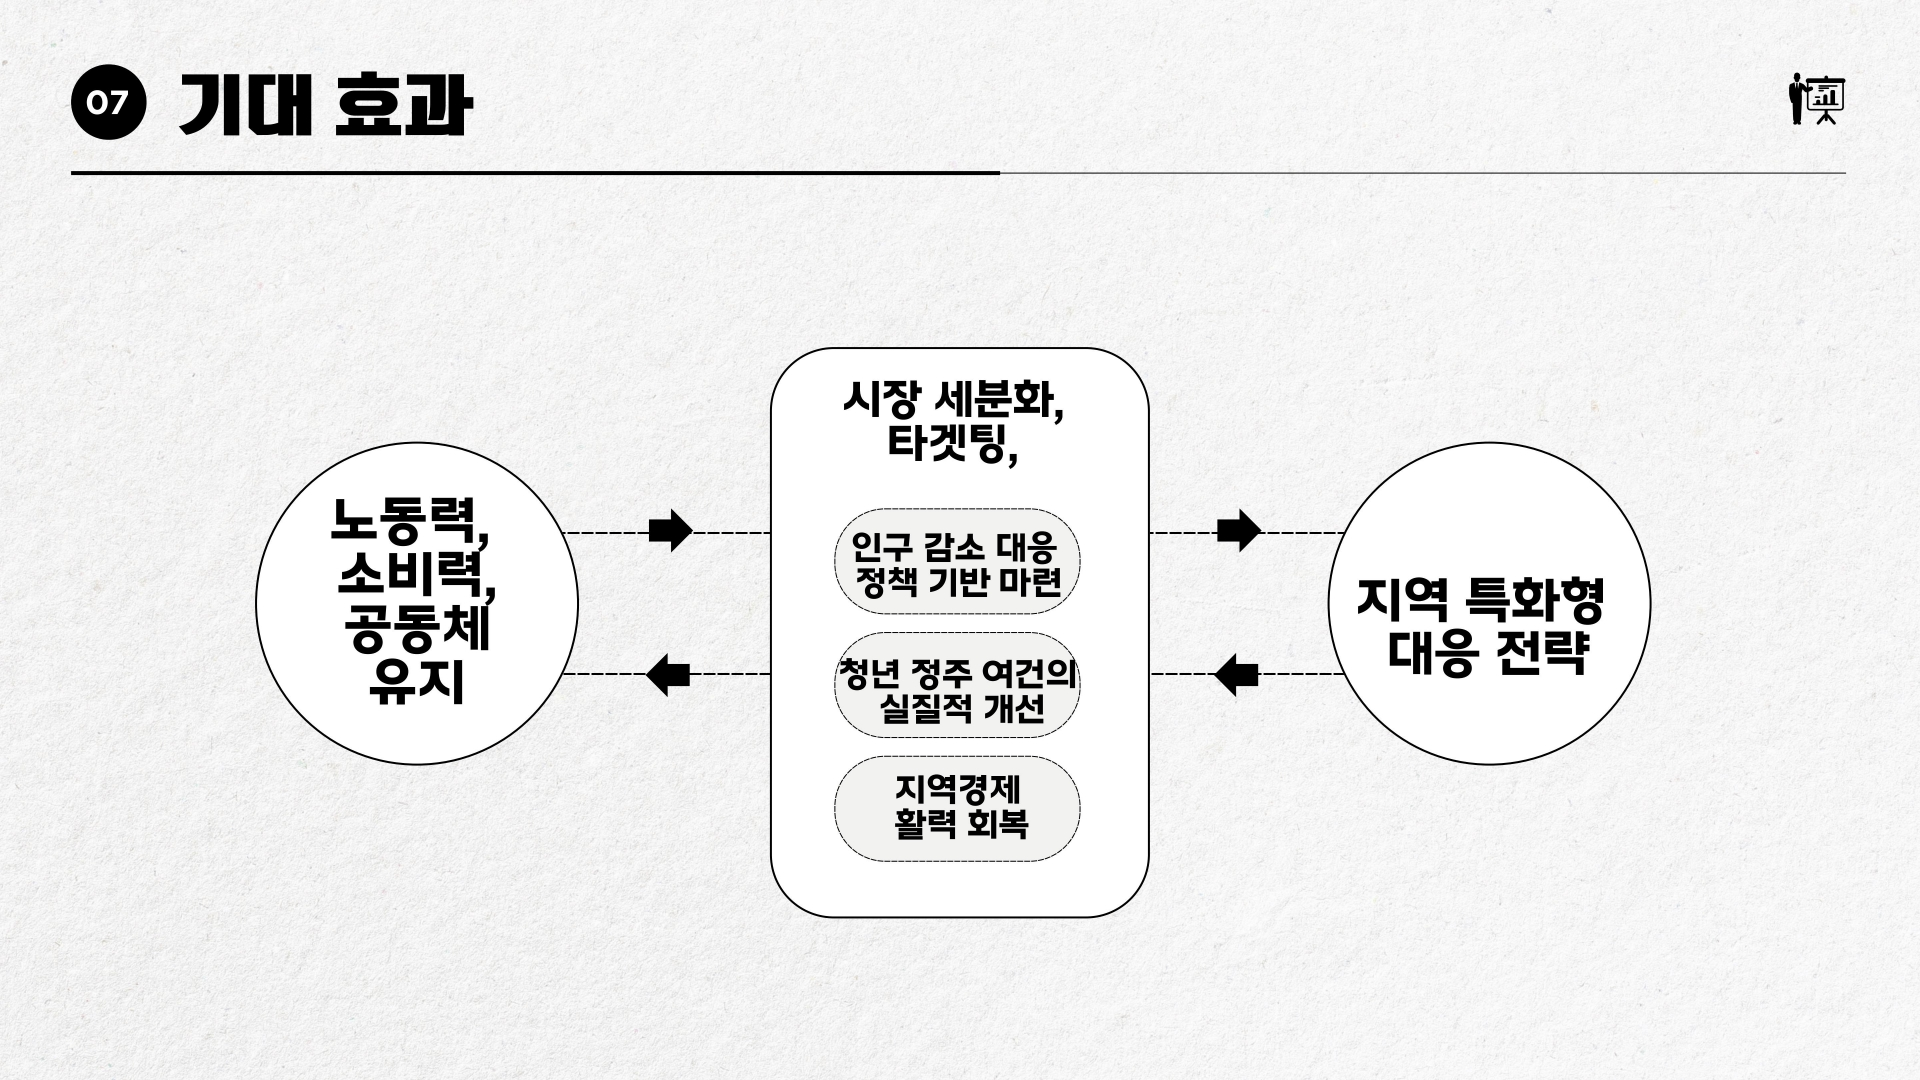 07 기대 효과
노동력,
소비력,
공동체
유지
시장 세분화,
타겟팅,
인구 감소 대응
정책 기반 마련
청년 정주 여건의
실질적 개선
지역경제
활력 회복
지역 특화형
대응 전략